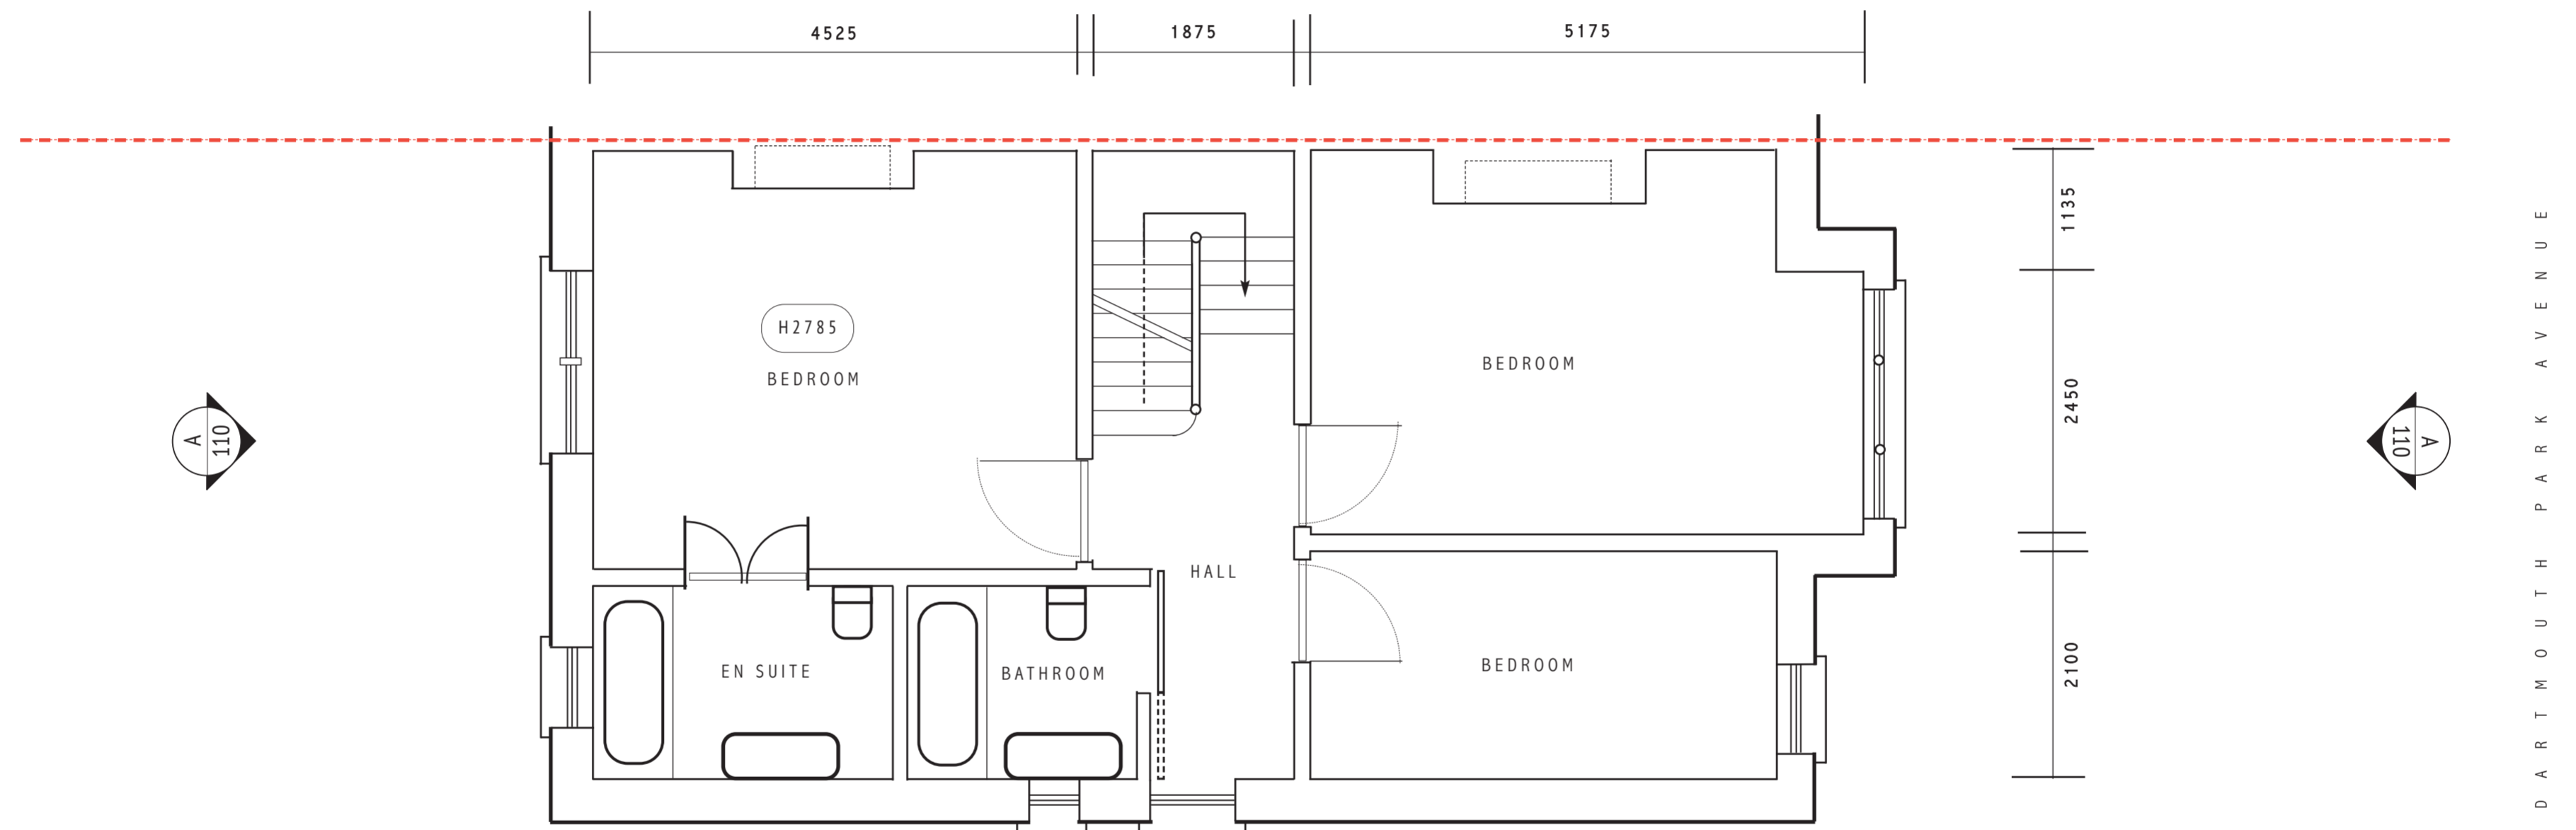 4525
1875
5175
1135
2450
2100
H2785
BEDROOM
BEDROOM
BEDROOM
HALL
EN SUITE
BATHROOM
A
110
A
110
DARTMOUTH PARK AVENUE